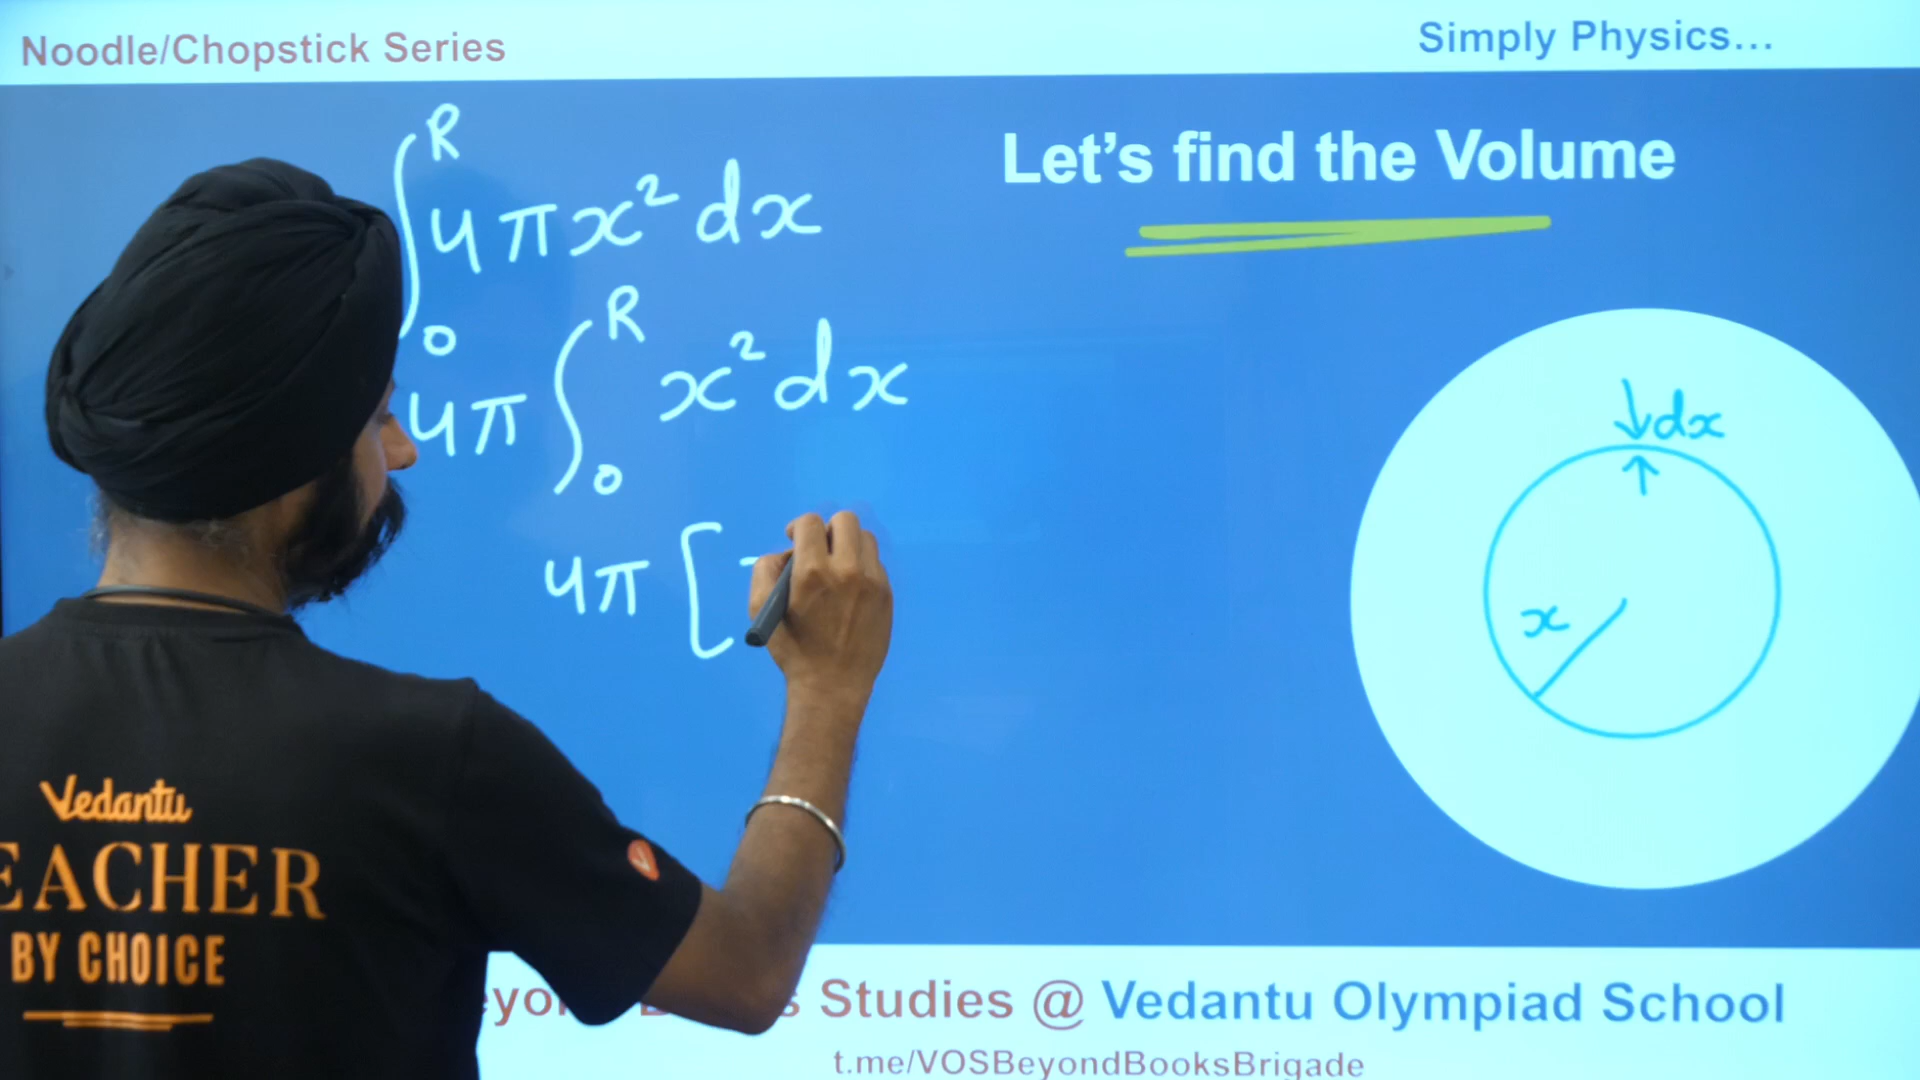 Noodle/Chopstick Series
Simply Physics...
Let's find the Volume
∫₀ᴿ 4πx² dx
4π ∫₀ᴿ x² dx
4π [
dx
x
Vedantu
EACHER
BY CHOICE
Studies @ Vedantu Olympiad School
t.me/VOSBeyondBooksBrigade